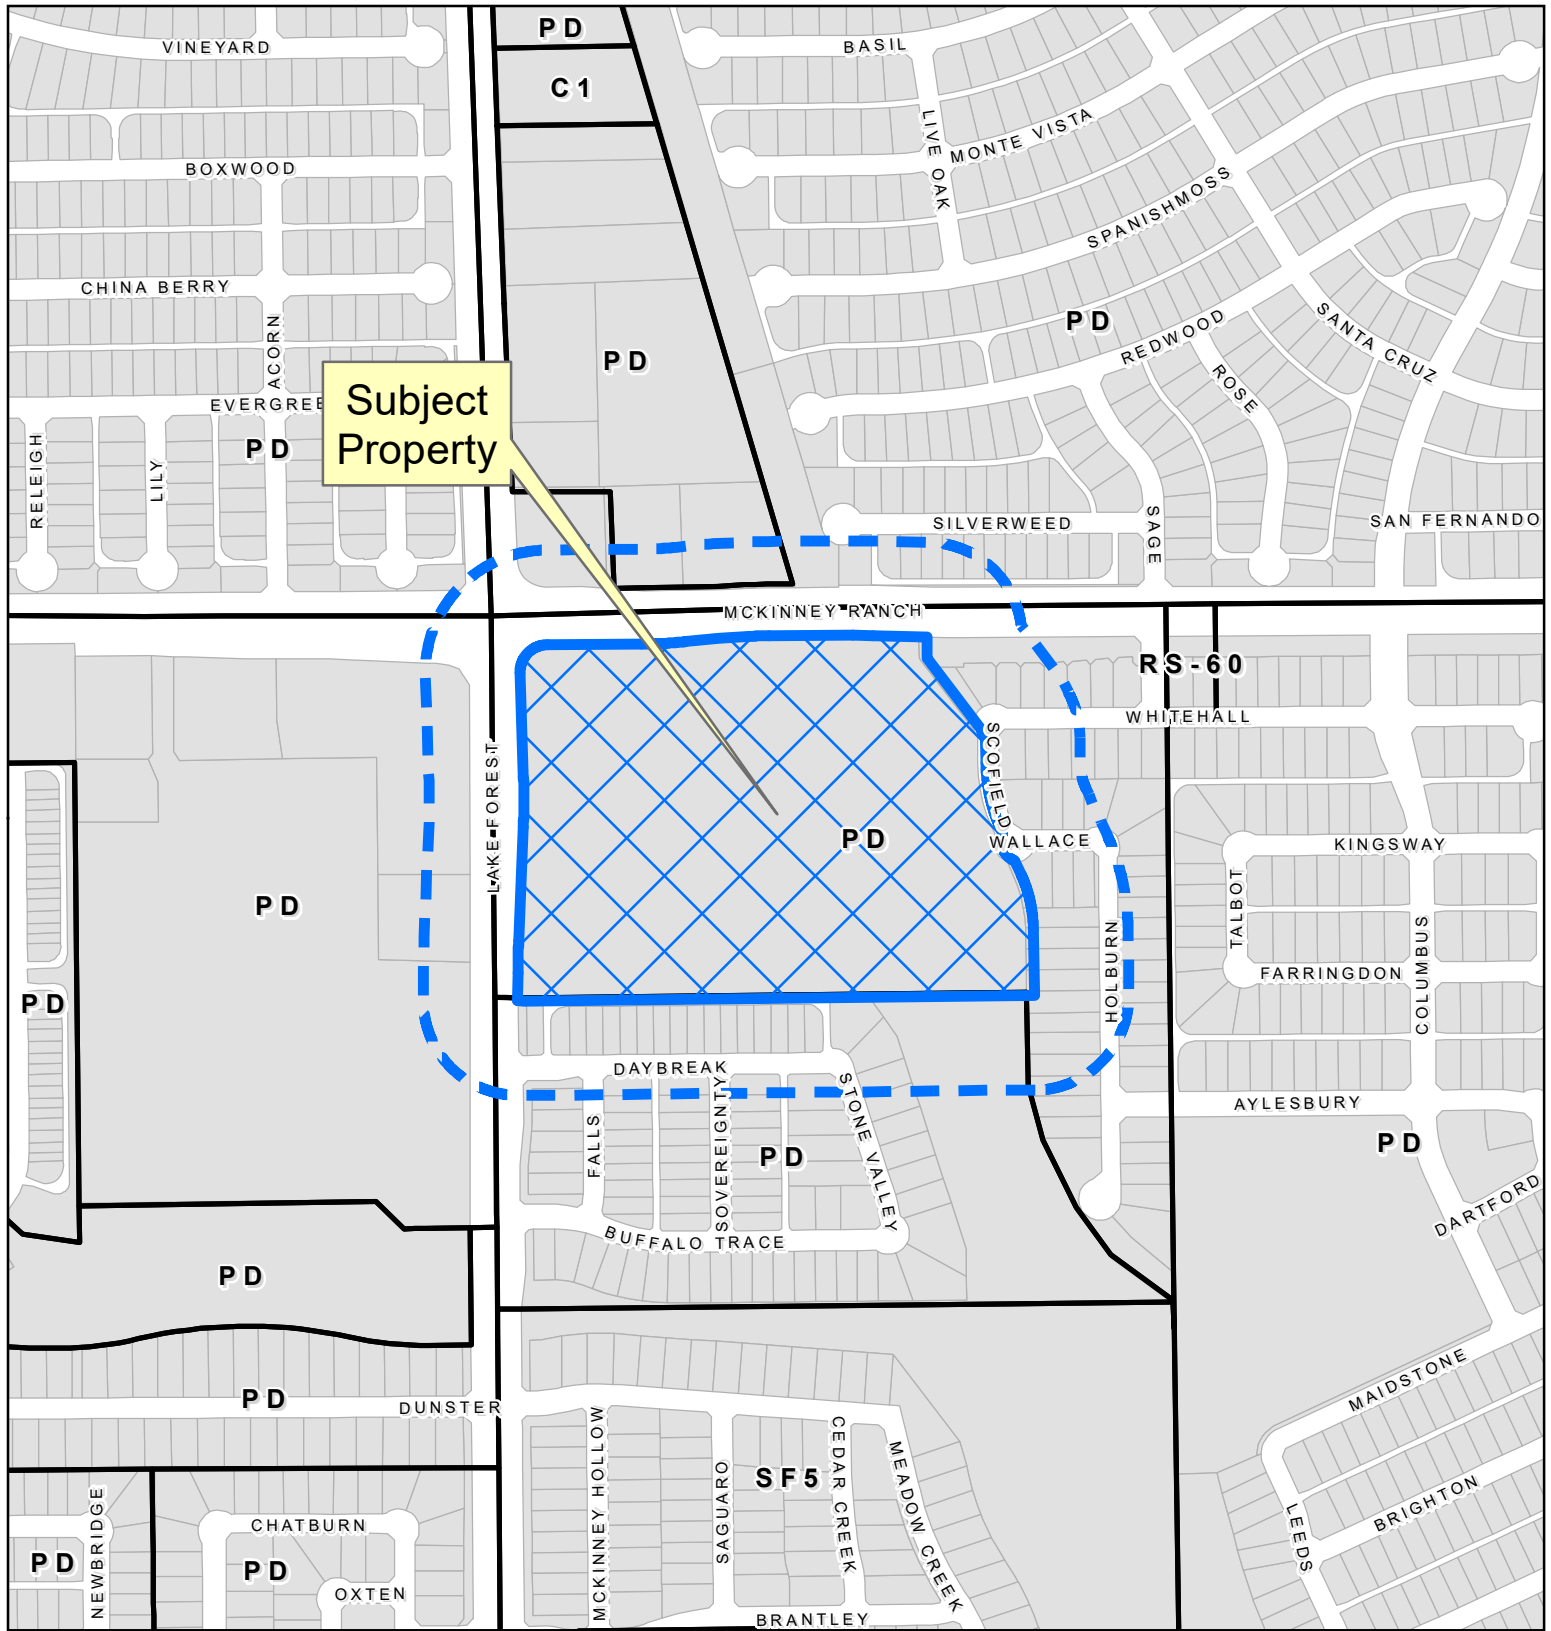 PD
VINEYARD
BASIL
C1
LIVE OAK
MONTE VISTA
BOXWOOD
SPANISHMOSS
CHINA BERRY
ACORN
PD
SANTA CRUZ
REDWOOD
PD
ROSE
Subject
Property
EVERGREE
PD
RELEIGH
LILY
SILVERWEED
SAGE
SAN FERNANDO
MCKINNEY RANCH
RS-60
WHITEHALL
SCOFIELD
LAKE FOREST
PD
WALLACE
KINGSWAY
TALBOT
PD
HOLBURN
COLUMBUS
FARRINGDON
PD
DAYBREAK
STONE VALLEY
SOVEREIGNTY
FALLS
AYLESBURY
PD
PD
DARTFORD
BUFFALO TRACE
PD
MAIDSTONE
PD
DUNSTER
MCKINNEY HOLLOW
SAGUARO
SF5
CEDAR CREEK
MEADOW CREEK
BRIGHTON
LEEDS
NEWBRIDGE
CHATBURN
PD
PD
OXTEN
BRANTLEY